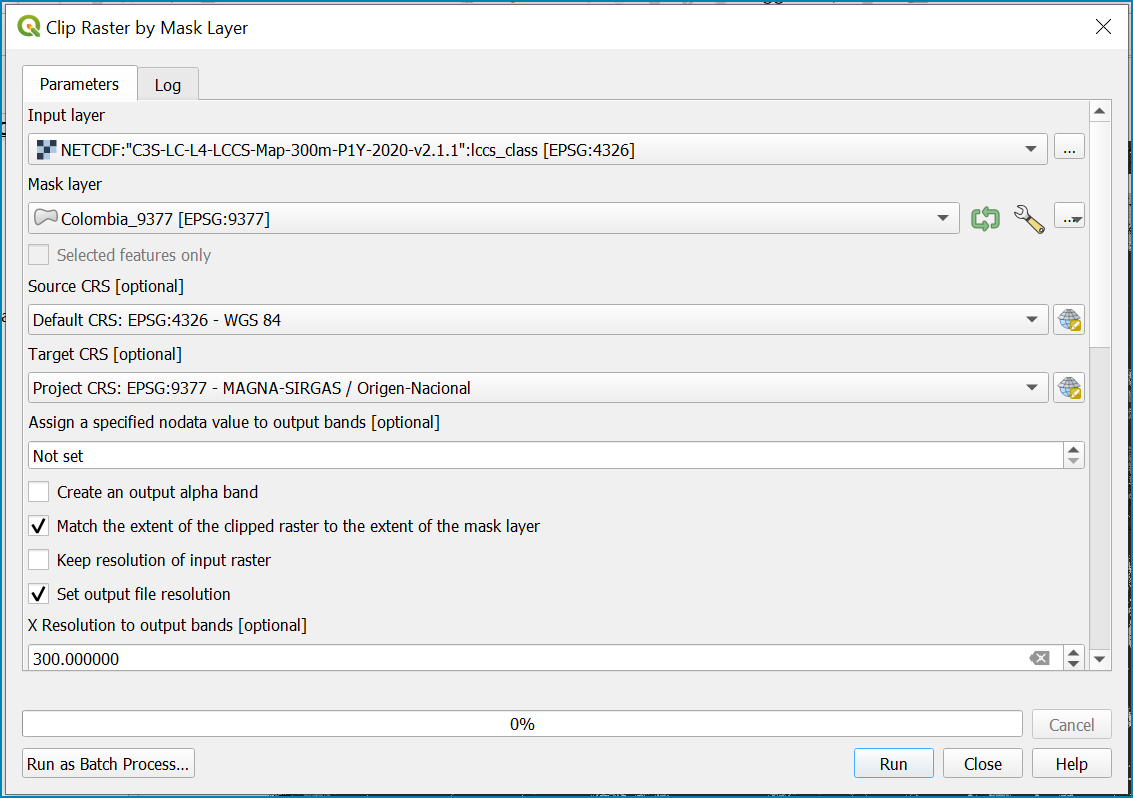 Clip Raster by Mask Layer
Parameters
Log
Input layer
NETCDF:"C3S-LC-L4-LCCS-Map-300m-P1Y-2020-v2.1.1":lccs_class [EPSG:4326]
...
Mask layer
Colombia_9377 [EPSG:9377]
...
Selected features only
Source CRS [optional]
Default CRS: EPSG:4326 - WGS 84
Target CRS [optional]
Project CRS: EPSG:9377 - MAGNA-SIRGAS / Origen-Nacional
Assign a specified nodata value to output bands [optional]
Not set
Create an output alpha band
Match the extent of the clipped raster to the extent of the mask layer
Keep resolution of input raster
Set output file resolution
X Resolution to output bands [optional]
300.000000
0%
Cancel
Run as Batch Process...
Run
Close
Help